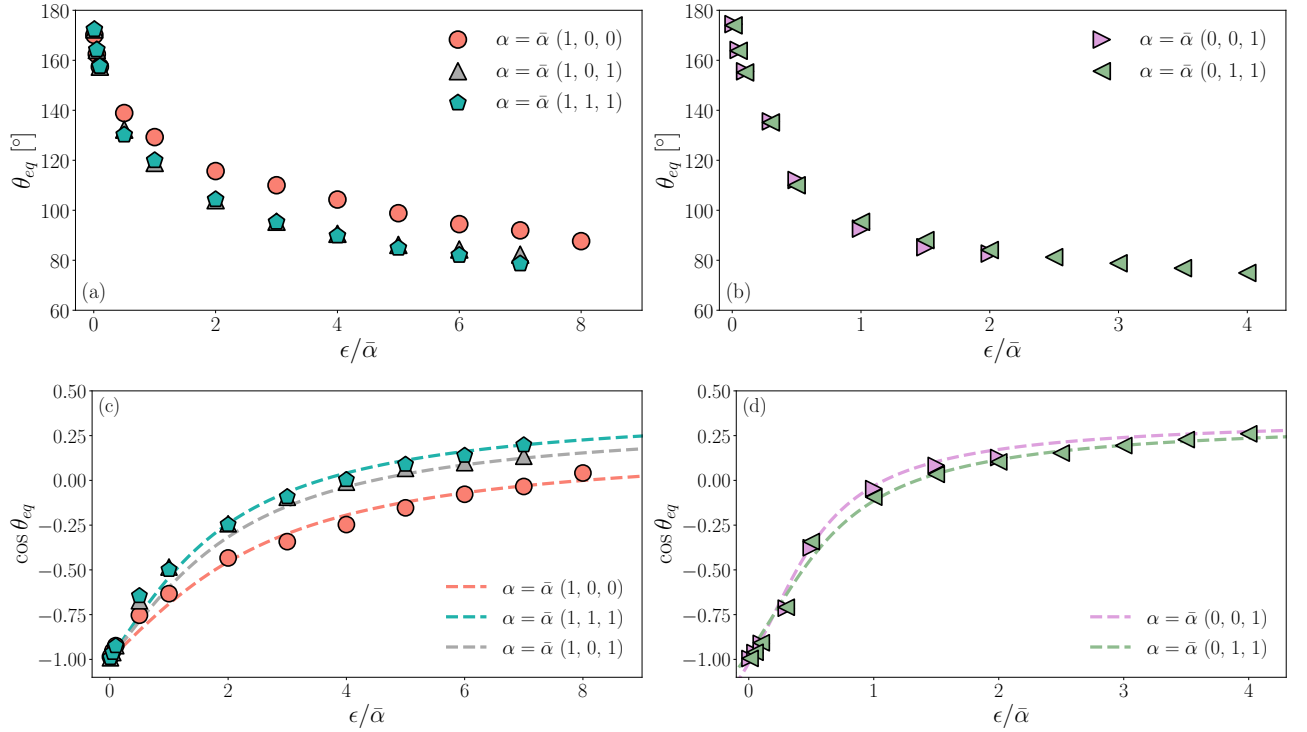 180
160
140
120
100
80
60
θ_eq [°]
α = ᾱ (1, 0, 0)
α = ᾱ (1, 0, 1)
α = ᾱ (1, 1, 1)
(a)
0 2 4 6 8
ϵ/ᾱ
180
160
140
120
100
80
60
θ_eq [°]
α = ᾱ (0, 0, 1)
α = ᾱ (0, 1, 1)
(b)
0 1 2 3 4
ϵ/ᾱ
(c)
0.50
0.25
0.00
−0.25
−0.50
−0.75
−1.00
cos θ_eq
α = ᾱ (1, 0, 0)
α = ᾱ (1, 1, 1)
α = ᾱ (1, 0, 1)
0 2 4 6 8
ϵ/ᾱ
(d)
0.50
0.25
0.00
−0.25
−0.50
−0.75
−1.00
cos θ_eq
α = ᾱ (0, 0, 1)
α = ᾱ (0, 1, 1)
0 1 2 3 4
ϵ/ᾱ